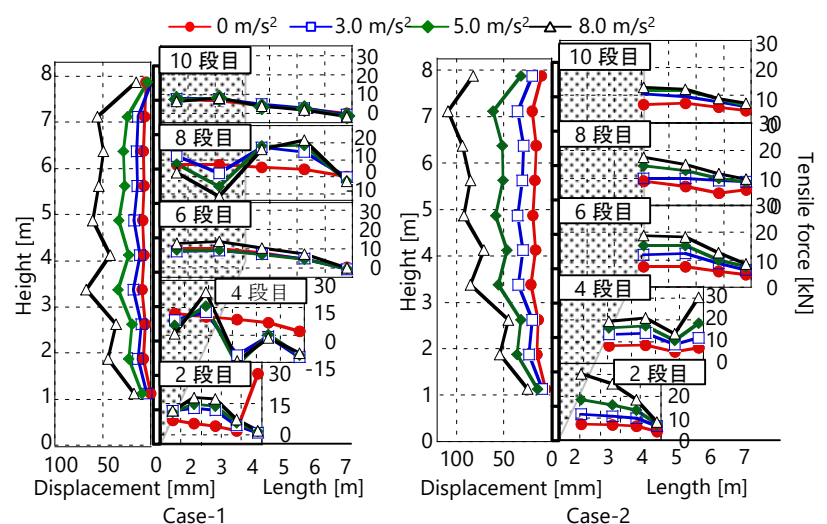 0 m/s² 3.0 m/s² 5.0 m/s² 8.0 m/s²
10 段目
30
20
10
0
8 段目
20
10
0
10
6 段目
30
20
10
0
4 段目
30
15
0
-15
2 段目
30
15
0
8
7
6
5
4
3
2
1
0
Height [m]
100 50 0
Displacement [mm]
1 2 3 4 5 6 7
Length [m]
Case-1
10 段目
30
20
10
30
8 段目
20
10
30
6 段目
20
10
0
4 段目
30
20
10
0
2 段目
20
10
0
Tensile force [kN]
8
7
6
5
4
3
2
1
0
Height [m]
100 50 0
Displacement [mm]
2 3 4 5 6 7
Length [m]
Case-2